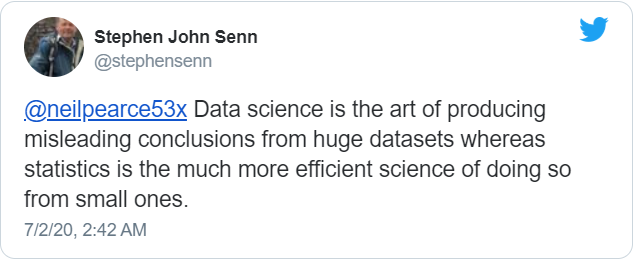 Stephen John Senn
@stephensenn
@neilpearce53x Data science is the art of producing
misleading conclusions from huge datasets whereas
statistics is the much more efficient science of doing so
from small ones.
7/2/20, 2:42 AM